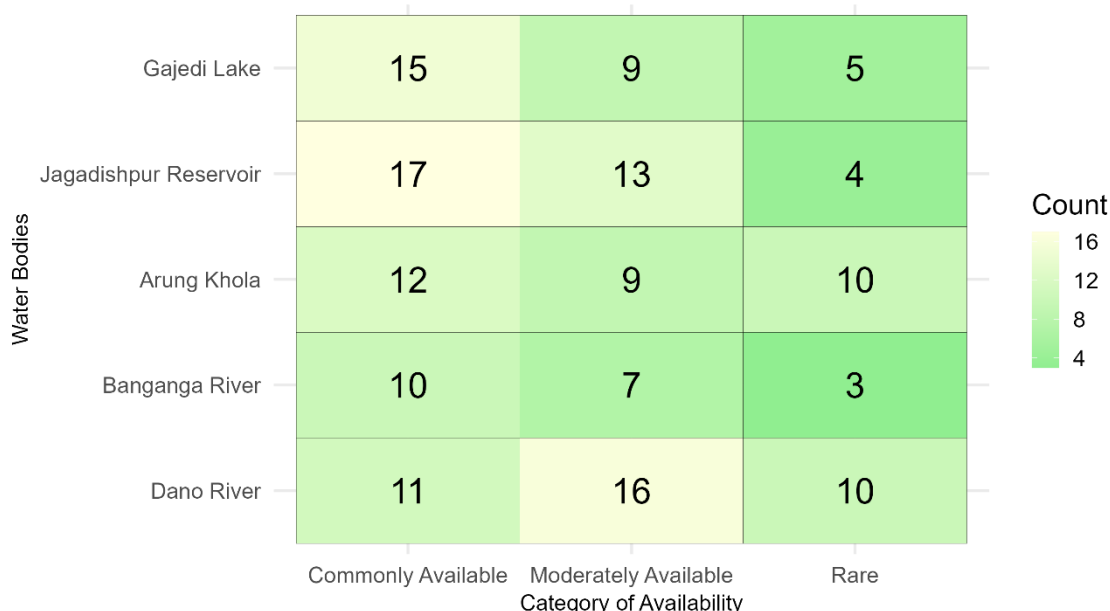 Gajedi Lake 15 9 5
Jagadishpur Reservoir 17 13 4
Arung Khola 12 9 10
Banganga River 10 7 3
Dano River 11 16 10
Commonly Available Moderately Available Rare
Category of Availability
Water Bodies
Count
16
12
8
4